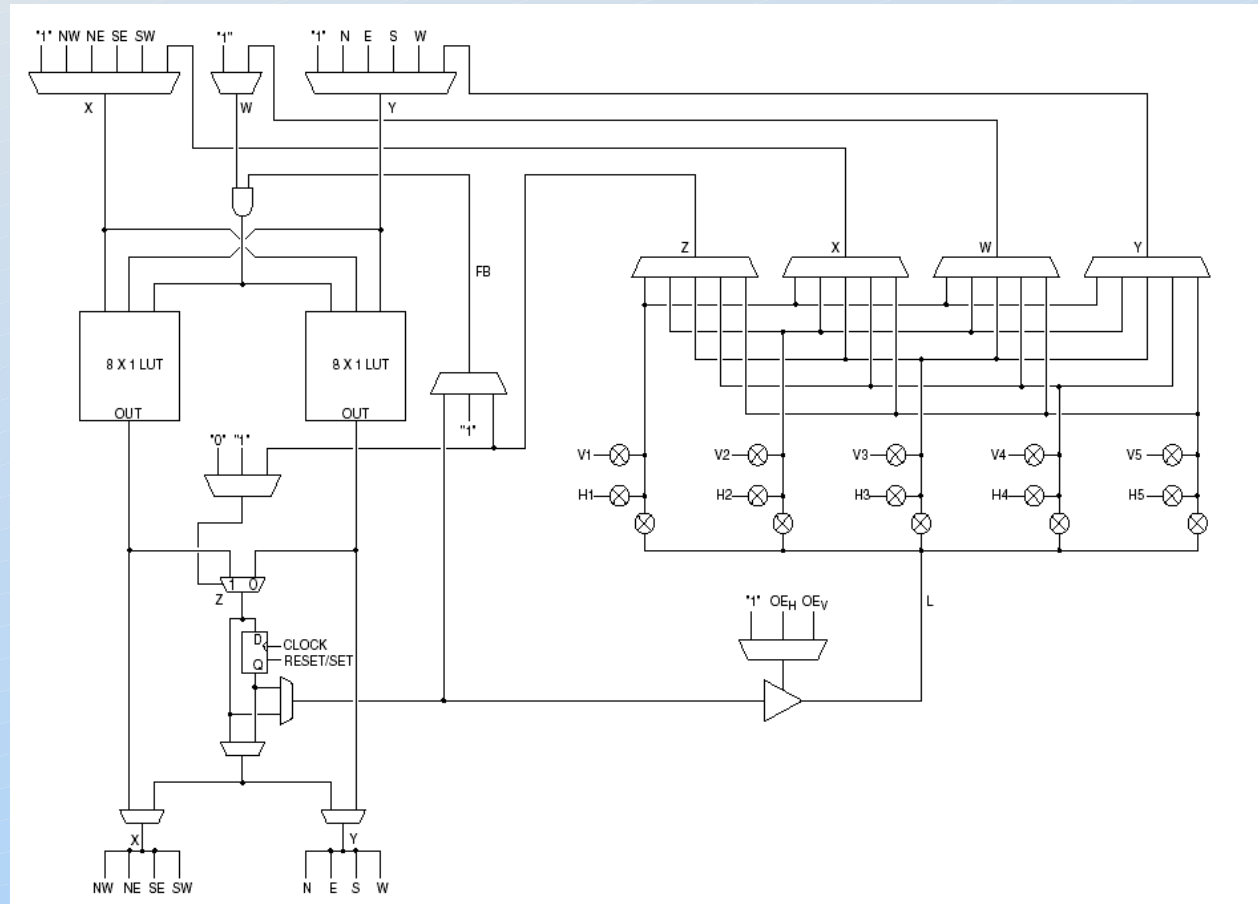 "1" NW NE SE SW "1" "1" N E S W
X W Y
Z X W Y
FB
8 X 1 LUT 8 X 1 LUT
OUT OUT
"1"
"0" "1"
V1 V2 V3 V4 V5
H1 H2 H3 H4 H5
1 0
Z
"1" OEH OEV
L
D CLOCK
Q RESET/SET
X Y
NW NE SE SW N E S W